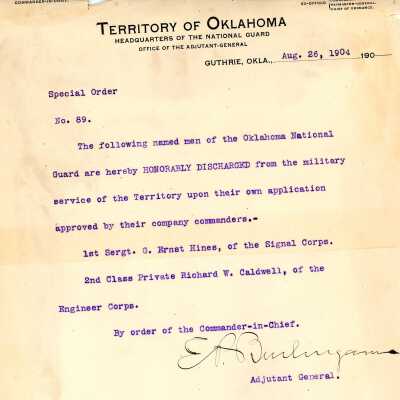 TERRITORY OF OKLAHOMA
HEADQUARTERS OF THE NATIONAL GUARD
OFFICE OF THE ADJUTANT-GENERAL
GUTHRIE, OKLA., Aug. 26, 1904 190
Special Order
No. 69.
The following named men of the Oklahoma National
Guard are hereby HONORABLY DISCHARGED from the military
service of the Territory upon their own application
approved by their company commanders.-
1st Sergt. G. Ernst Hines, of the Signal Corps.
2nd Class Private Richard W. Caldwell, of the
Engineer Corps.
By order of the Commander-in-Chief.
E A Burlingame
Adjutant General.